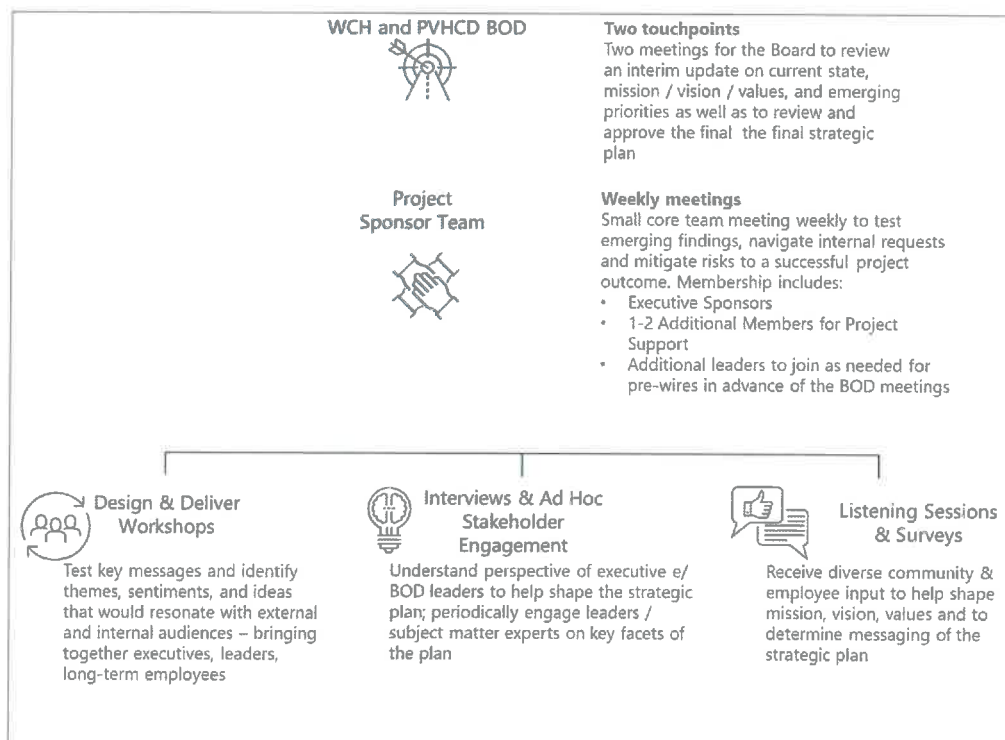 WCH and PVHCD BOD
Two touchpoints
Two meetings for the Board to review
an interim update on current state,
mission / vision / values, and emerging
priorities as well as to review and
approve the final  the final strategic
plan
Project
Sponsor Team
Weekly meetings
Small core team meeting weekly to test
emerging findings, navigate internal requests
and mitigate risks to a successful project
outcome. Membership includes:
• Executive Sponsors
• 1-2 Additional Members for Project
Support
• Additional leaders to join as needed for
pre-wires in advance of the BOD meetings
Design & Deliver
Workshops
Test key messages and identify
themes, sentiments, and ideas
that would resonate with external
and internal audiences – bringing
together executives, leaders,
long-term employees
Interviews & Ad Hoc
Stakeholder
Engagement
Understand perspective of executive e/
BOD leaders to help shape the strategic
plan; periodically engage leaders /
subject matter experts on key facets of
the plan
Listening Sessions
& Surveys
Receive diverse community &
employee input to help shape
mission, vision, values and to
determine messaging of the
strategic plan